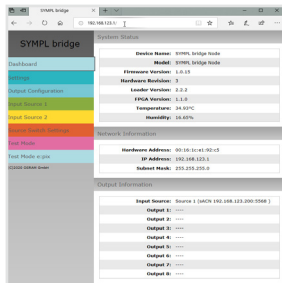 SYMPL bridge
192.168.123.1/
SYMPL bridge
Dashboard
Settings
Output Configuration
Input Source 1
Input Source 2
Source Switch Settings
Test Mode
Test Mode e:pix
(C)2020 OSRAM GmbH
System Status
Device Name: SYMPL bridge Node
Model: SYMPL bridge Node
Firmware Version: 1.0.15
Hardware Revision: 3
Loader Version: 2.2.2
FPGA Version: 1.1.0
Temperature: 34.93°C
Humidity: 16.65%
Network Information
Hardware Address: 00:16:1c:e1:92:c5
IP Address: 192.168.123.1
Subnet Mask: 255.255.255.0
Output Information
Input Source: Source 1 [sACN 192.168.123.200:5568 ]
Output 1: ----
Output 2: ----
Output 3: ----
Output 4: ----
Output 5: ----
Output 6: ----
Output 7: ----
Output 8: ----